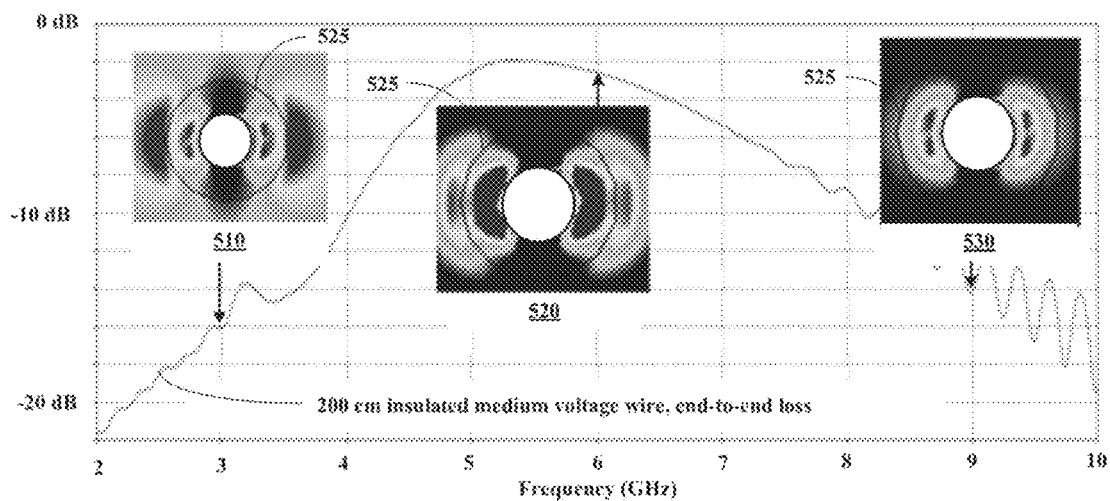 0 dB
525
525
525
-10 dB
510
530
520
-20 dB
200 cm insulated medium voltage wire, end-to-end loss
2 3 4 5 6 7 8 9 10
Frequency (GHz)